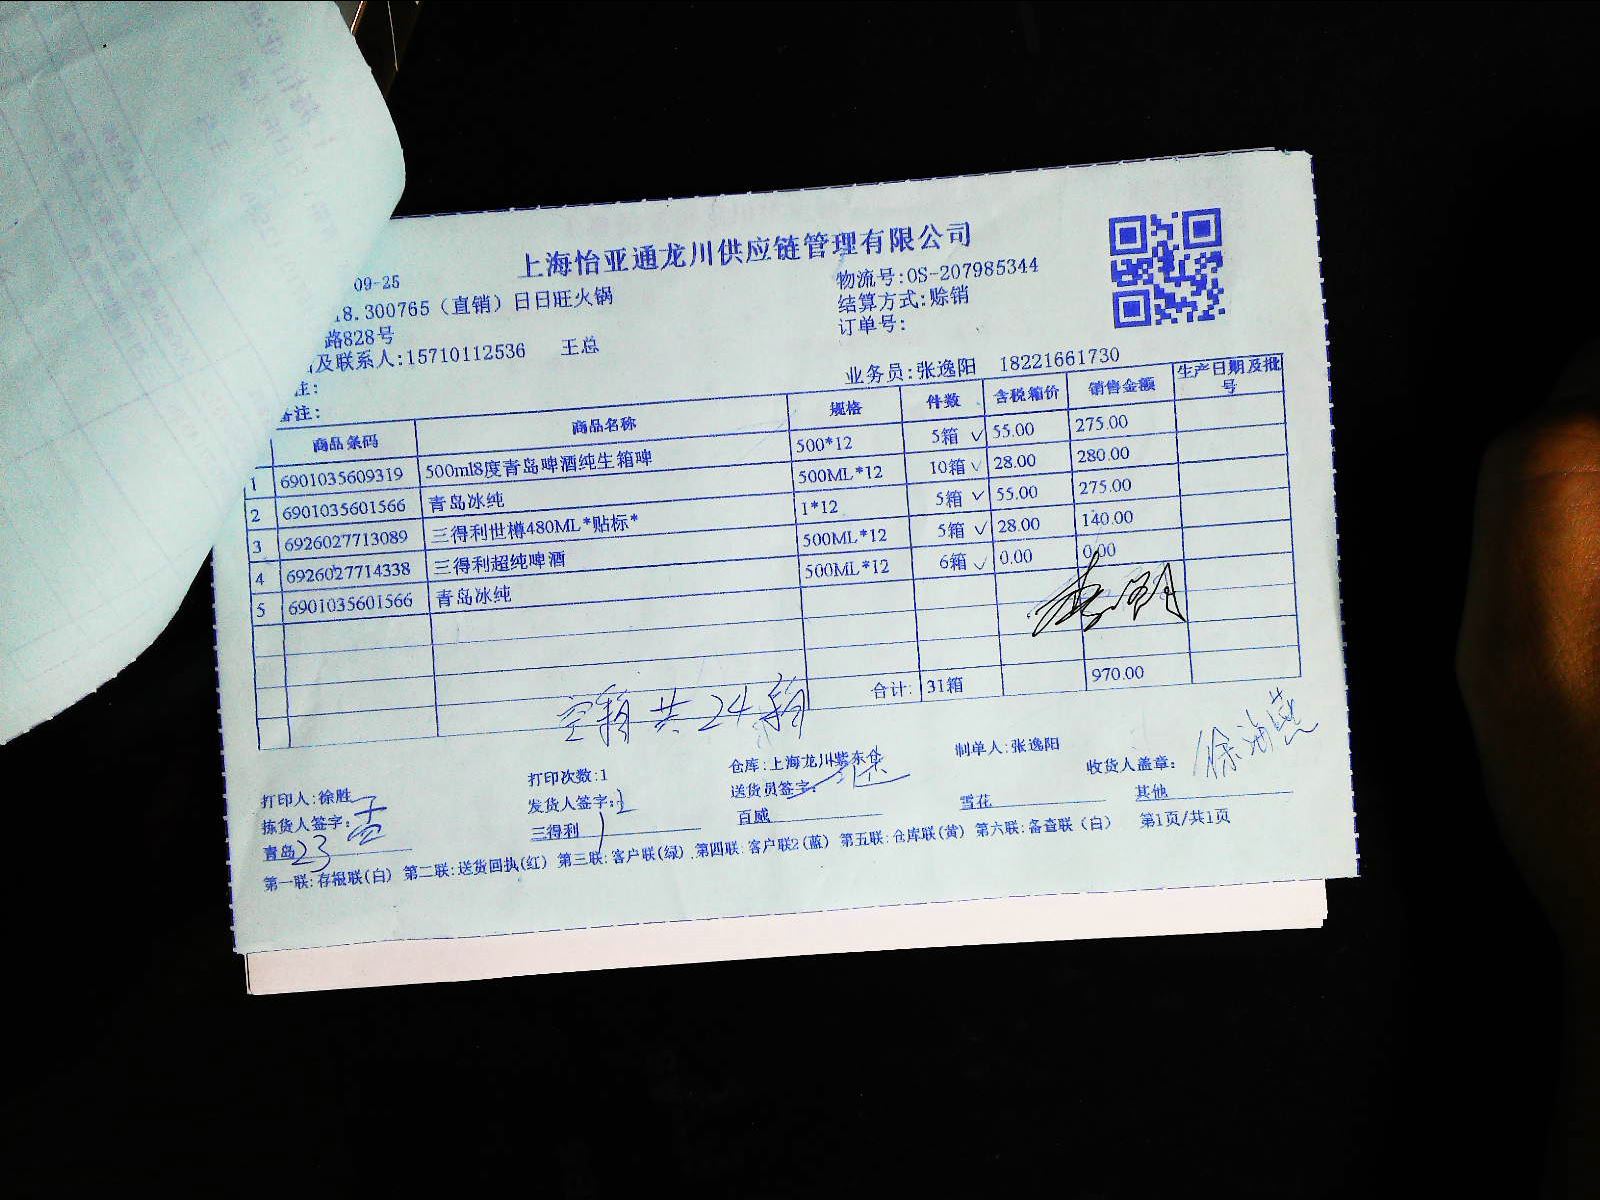 上海怡亚通龙川供应链管理有限公司
09-25
物流号:OS-207985344
18.300765（直销）日日旺火锅
结算方式:赊销
路828号
订单号:
及联系人:15710112536 王总
业务员:张逸阳 18221661730
注:
备注:
商品条码 商品名称 规格 件数 含税箱价 销售金额 生产日期及批号
1 6901035609319 500ml8度青岛啤酒纯生箱啤 500*12 5箱 ✓ 55.00 275.00
2 6901035601566 青岛冰纯 500ML*12 10箱 ✓ 28.00 280.00
3 6926027713089 三得利世樽480ML*贴标* 1*12 5箱 ✓ 55.00 275.00
4 6926027714338 三得利超纯啤酒 500ML*12 5箱 ✓ 28.00 140.00
5 6901035601566 青岛冰纯 500ML*12 6箱 ✓ 0.00 0.00
合计: 31箱 970.00
空箱共24箱
打印人:徐胜 打印次数:1 仓库:上海龙川紫东仓 制单人:张逸阳
拣货人签字: 发货人签字: 送货员签字: 收货人盖章:
青岛 23 三得利 百威 雪花 其他
第一联:存根联(白) 第二联:送货回执(红) 第三联:客户联(绿) 第四联:客户联2(蓝) 第五联:仓库联(黄) 第六联:备查联(白) 第1页/共1页